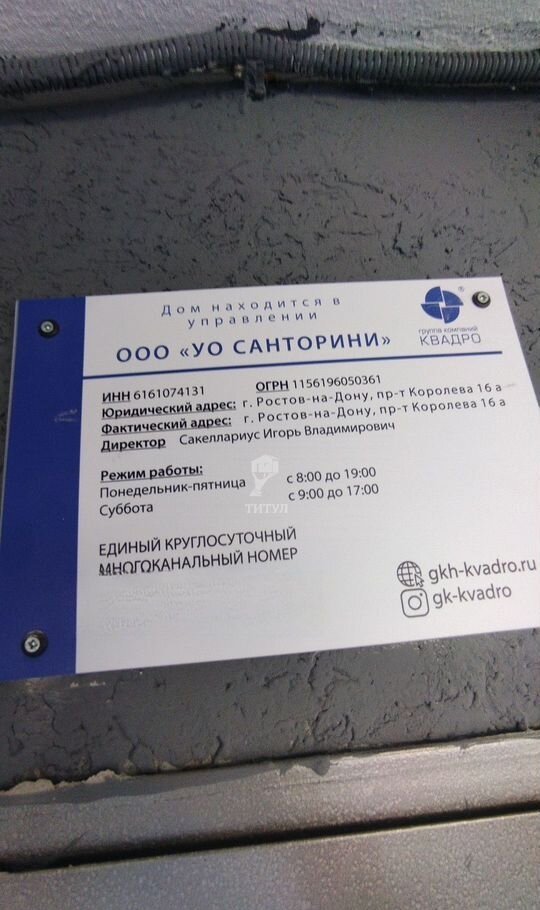 Дом находится в
управлении
ООО «УО САНТОРИНИ»
группа компаний
КВАДРО
®
ИНН 6161074131 ОГРН 1156196050361
Юридический адрес: г. Ростов-на-Дону, пр-т Королева 16 а
Фактический адрес: г. Ростов-на-Дону, пр-т Королева 16 а
Директор Сакеллариус Игорь Владимирович
Режим работы:
Понедельник-пятница с 8:00 до 19:00
Суббота с 9:00 до 17:00
ТИТУЛ
ЕДИНЫЙ КРУГЛОСУТОЧНЫЙ
МНОГОКАНАЛЬНЫЙ НОМЕР
gkh-kvadro.ru
gk-kvadro